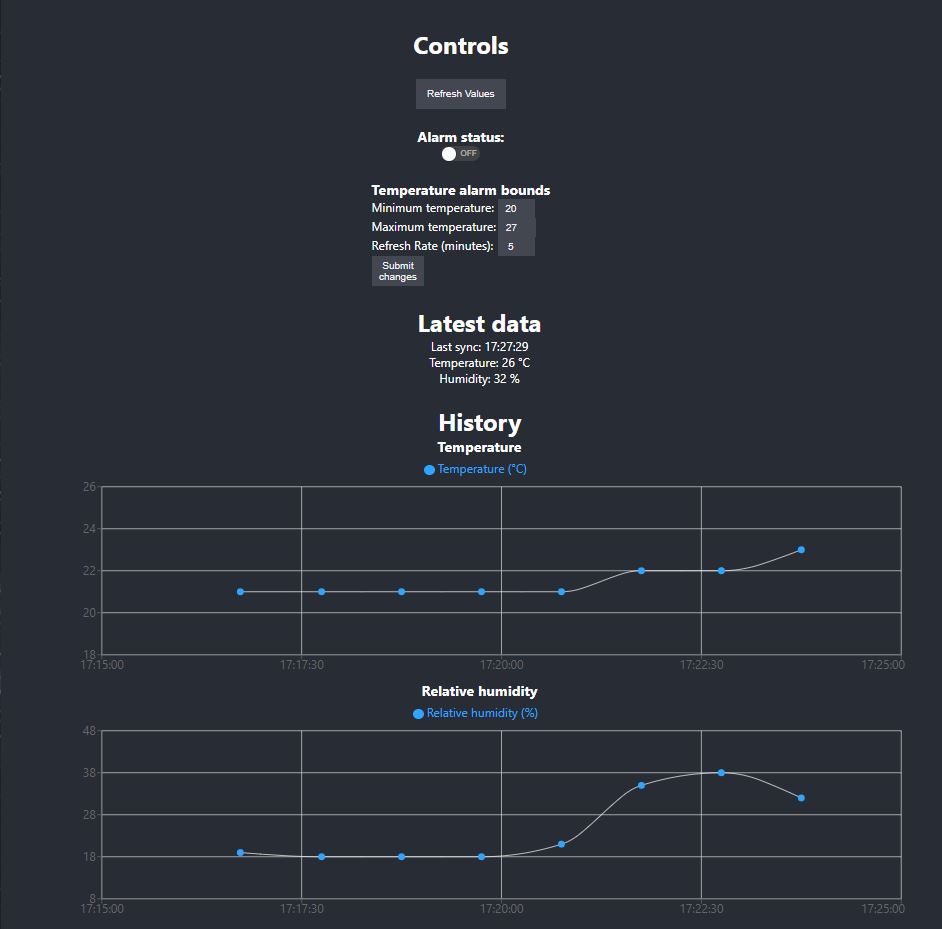 Controls
Refresh Values
Alarm status:
OFF
Temperature alarm bounds
Minimum temperature: 20
Maximum temperature: 27
Refresh Rate (minutes): 5
Submit
changes
Latest data
Last sync: 17:27:29
Temperature: 26 °C
Humidity: 32 %
History
Temperature
Temperature (°C)
26
24
22
20
18
17:15:00 17:17:30 17:20:00 17:22:30 17:25:00
Relative humidity
Relative humidity (%)
48
38
28
18
8
17:15:00 17:17:30 17:20:00 17:22:30 17:25:00